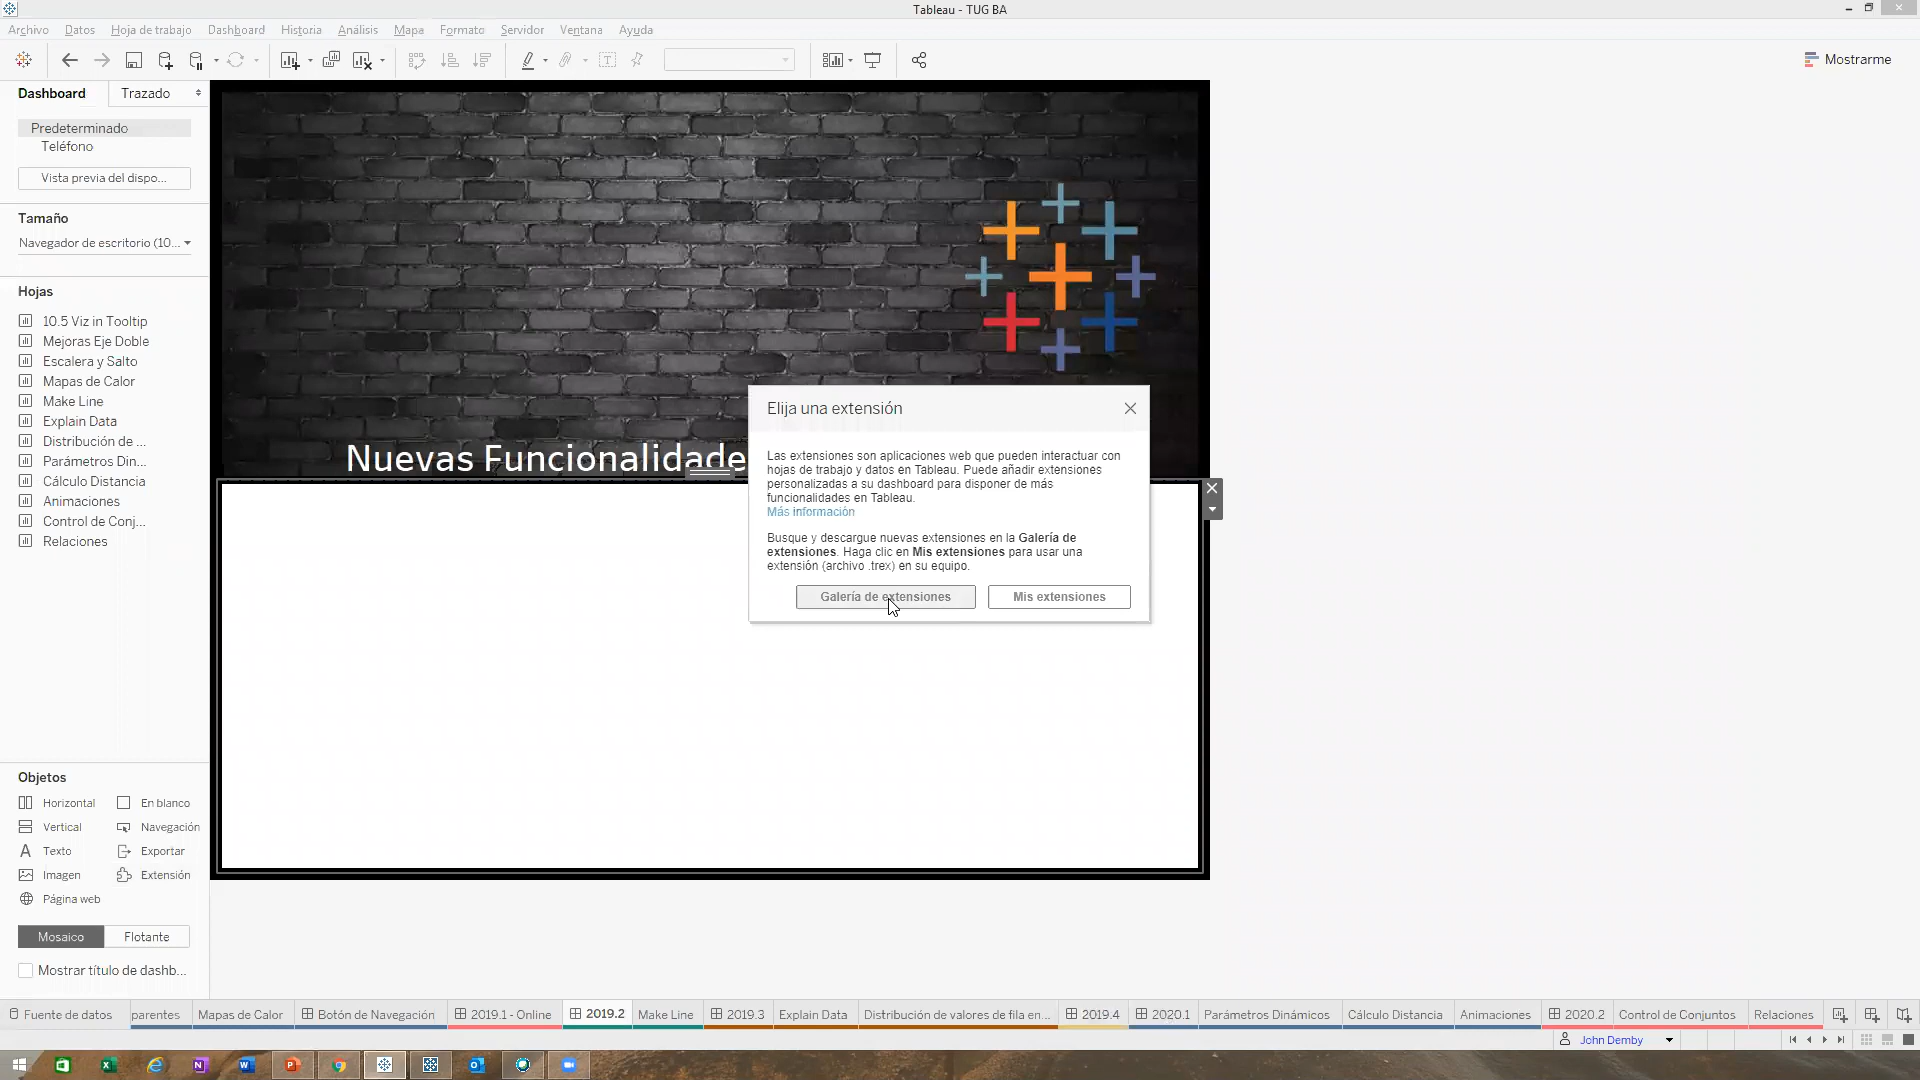 Tableau - TUG BA
Archivo Datos Hoja de trabajo Dashboard Historia Análisis Mapa Formato Servidor Ventana Ayuda
Mostrarme
Dashboard Trazado
Predeterminado
Teléfono
Vista previa del dispo...
Tamaño
Navegador de escritorio (10...
Hojas
10.5 Viz in Tooltip
Mejoras Eje Doble
Escalera y Salto
Mapas de Calor
Make Line
Explain Data
Distribución de ...
Parámetros Din...
Cálculo Distancia
Animaciones
Control de Conj...
Relaciones
Nuevas Funcionalidade
Elija una extensión
Las extensiones son aplicaciones web que pueden interactuar con
hojas de trabajo y datos en Tableau. Puede añadir extensiones
personalizadas a su dashboard para disponer de más
funcionalidades en Tableau.
Más información
Busque y descargue nuevas extensiones en la Galería de
extensiones. Haga clic en Mis extensiones para usar una
extensión (archivo .trex) en su equipo.
Galería de extensiones Mis extensiones
Objetos
Horizontal En blanco
Vertical Navegación
Texto Exportar
Imagen Extensión
Página web
Mosaico Flotante
Mostrar título de dashb...
Fuente de datos parentes Mapas de Calor Botón de Navegación 2019.1 - Online 2019.2 Make Line 2019.3 Explain Data Distribución de valores de fila en... 2019.4 2020.1 Parámetros Dinámicos Cálculo Distancia Animaciones 2020.2 Control de Conjuntos Relaciones
John Demby